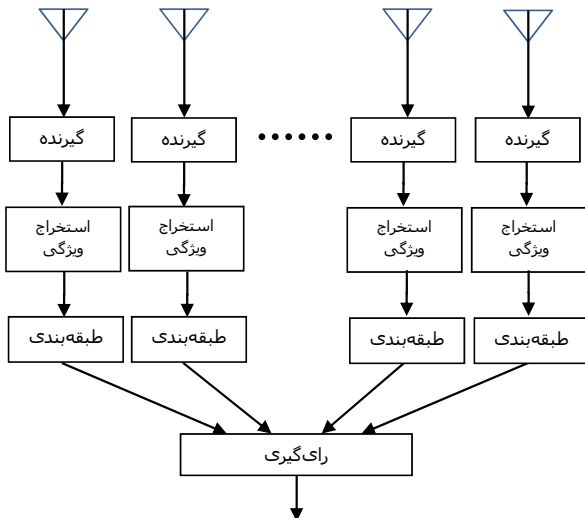 گیرنده
گیرنده
......
گیرنده
گیرنده
استخراج
ویژگی
استخراج
ویژگی
استخراج
ویژگی
استخراج
ویژگی
طبقه‌بندی
طبقه‌بندی
طبقه‌بندی
طبقه‌بندی
رای‌گیری